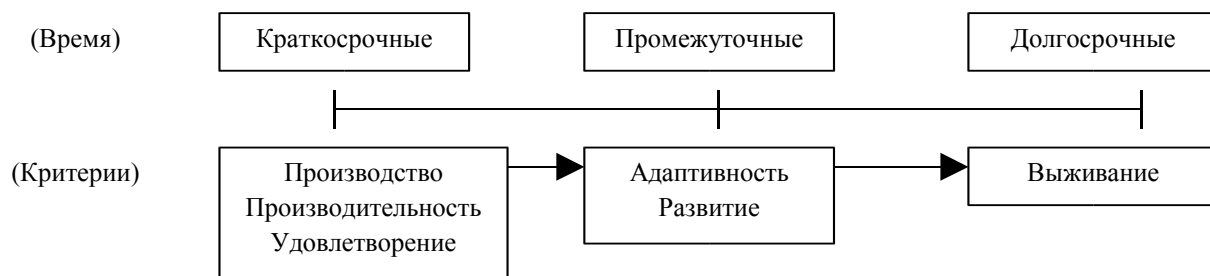 (Время) Краткосрочные Промежуточные Долгосрочные
(Критерии) Производство Адаптивность Выживание
Производительность Развитие
Удовлетворение